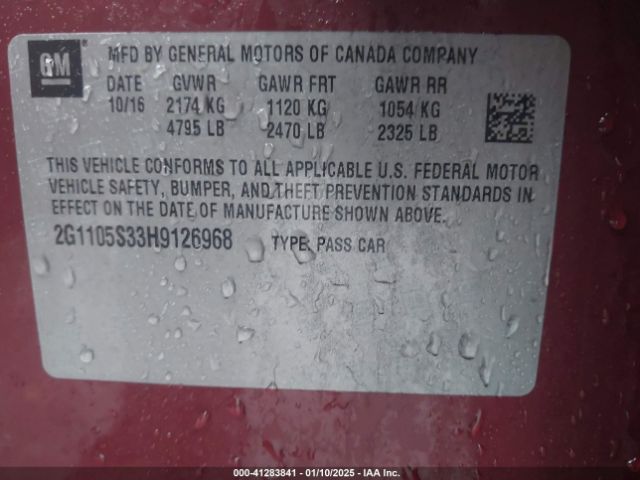 GM
MFD BY GENERAL MOTORS OF CANADA COMPANY
DATE GVWR GAWR FRT GAWR RR
10/16 2174 KG 1120 KG 1054 KG
4795 LB 2470 LB 2325 LB
THIS VEHICLE CONFORMS TO ALL APPLICABLE U.S. FEDERAL MOTOR
VEHICLE SAFETY, BUMPER, AND THEFT PREVENTION STANDARDS IN
EFFECT ON THE DATE OF MANUFACTURE SHOWN ABOVE.
2G1105S33H9126968 TYPE: PASS CAR
000-41283841 - 01/10/2025 - IAA Inc.